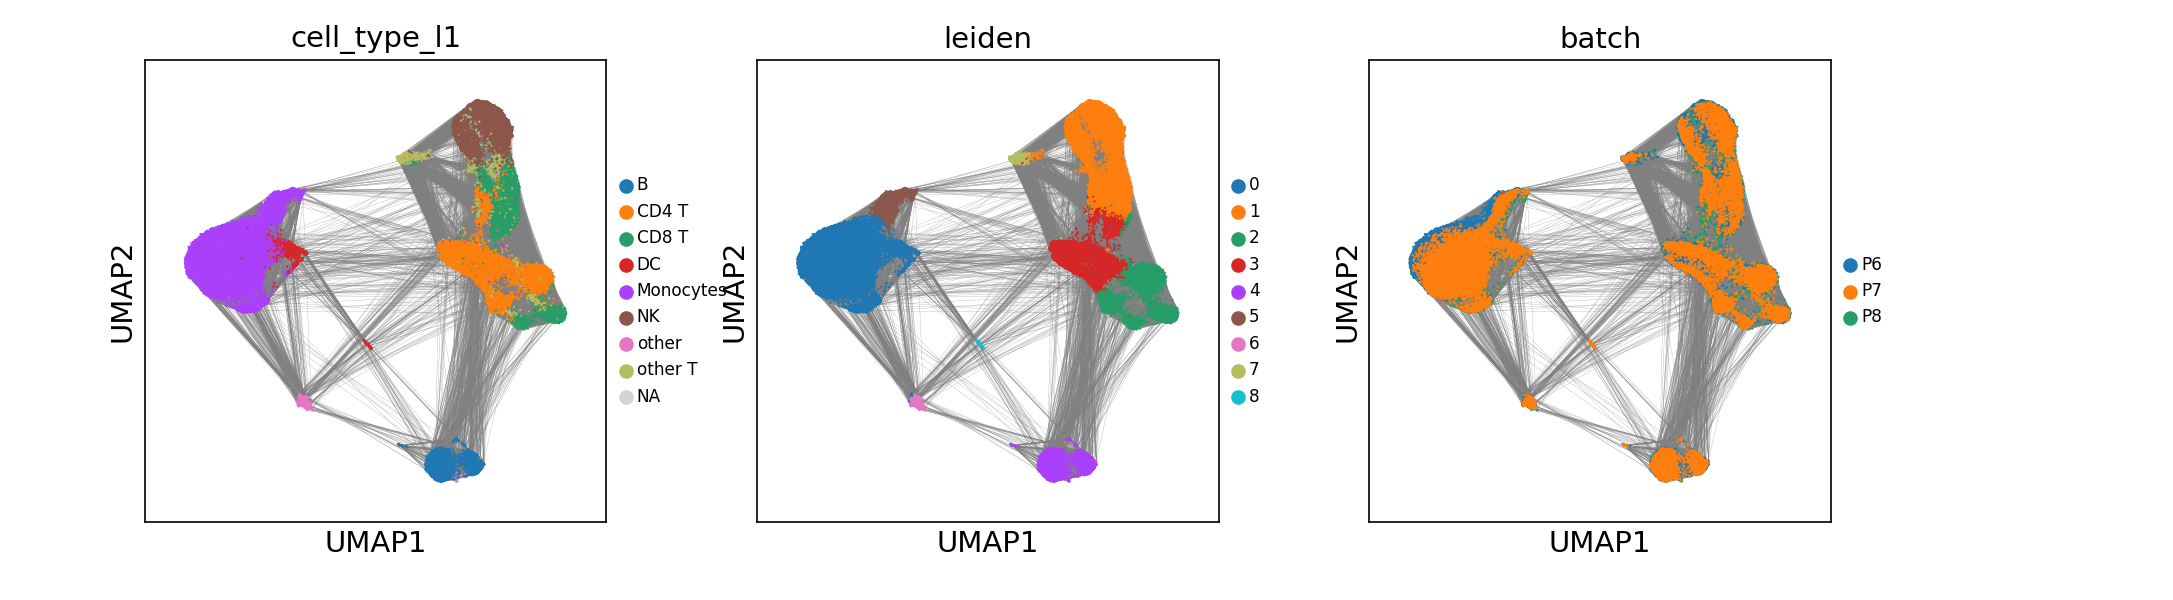 cell_type_l1
UMAP2
UMAP1
B
CD4 T
CD8 T
DC
Monocytes
NK
other
other T
NA
leiden
UMAP2
UMAP1
0
1
2
3
4
5
6
7
8
batch
UMAP2
UMAP1
P6
P7
P8